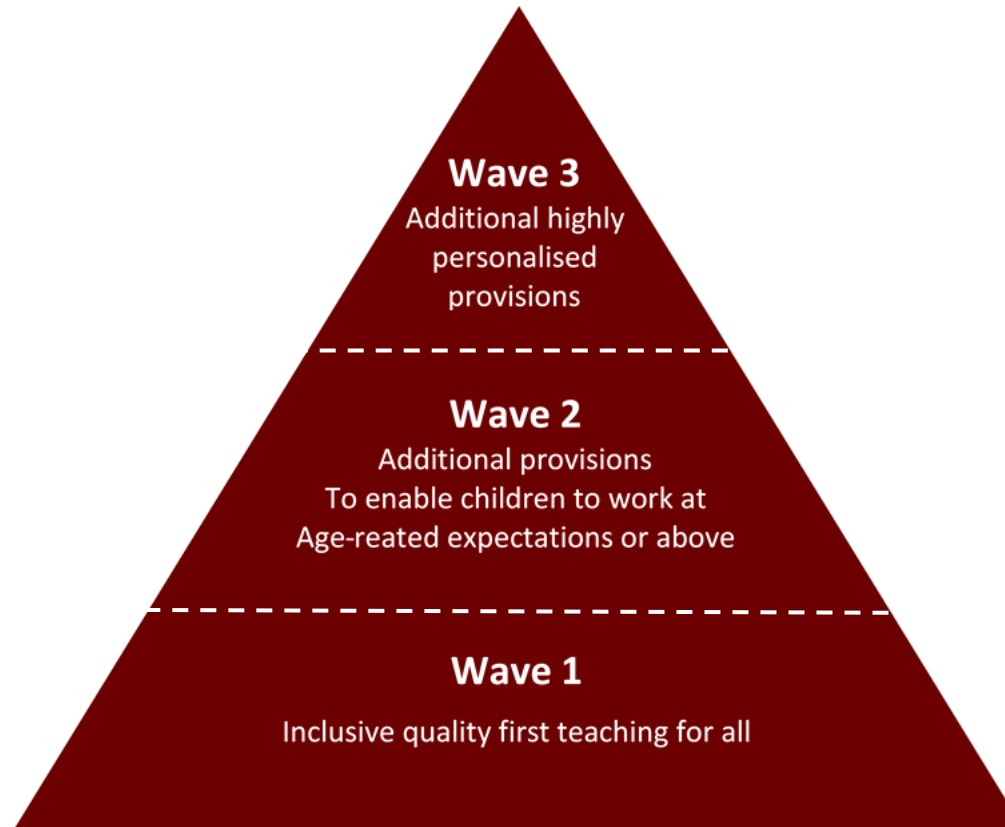 Wave 3
Additional highly
personalised
provisions
Wave 2
Additional provisions
To enable children to work at
Age-reated expectations or above
Wave 1
Inclusive quality first teaching for all